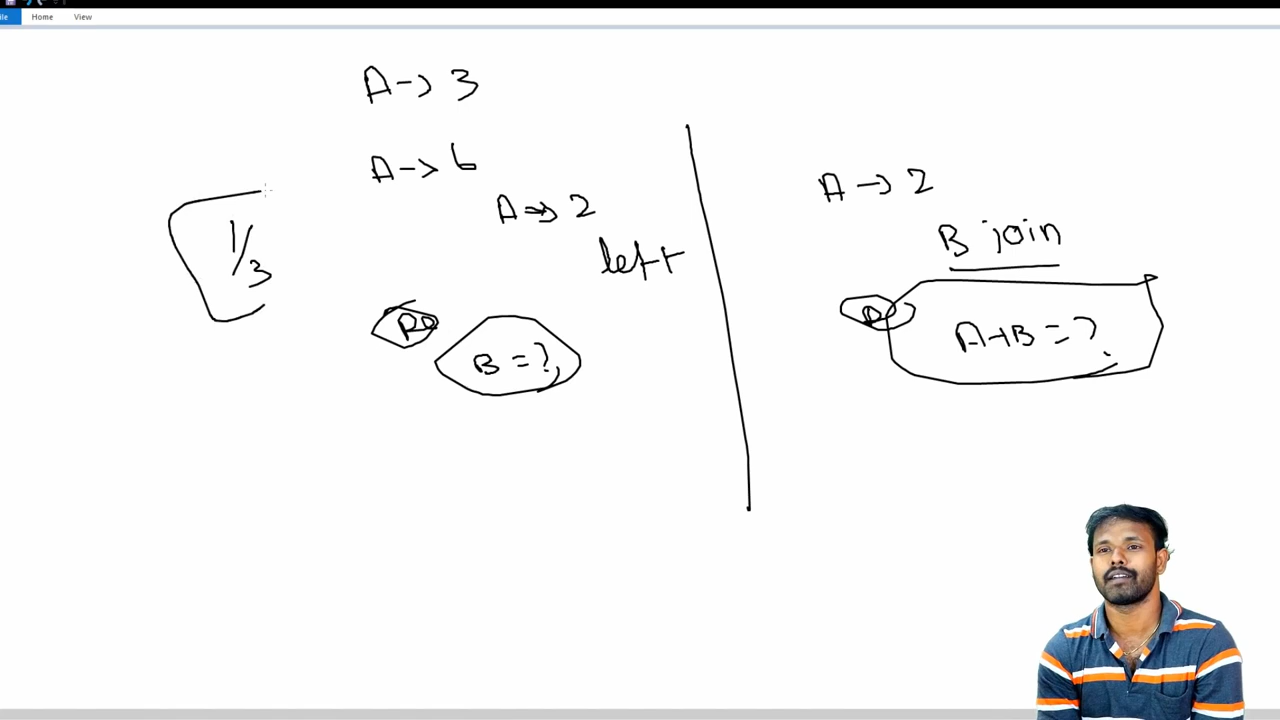 Home View
A → 3
A → 6
A → 2
left
1/3
B = ?
A → 2
B join
A+B = ?